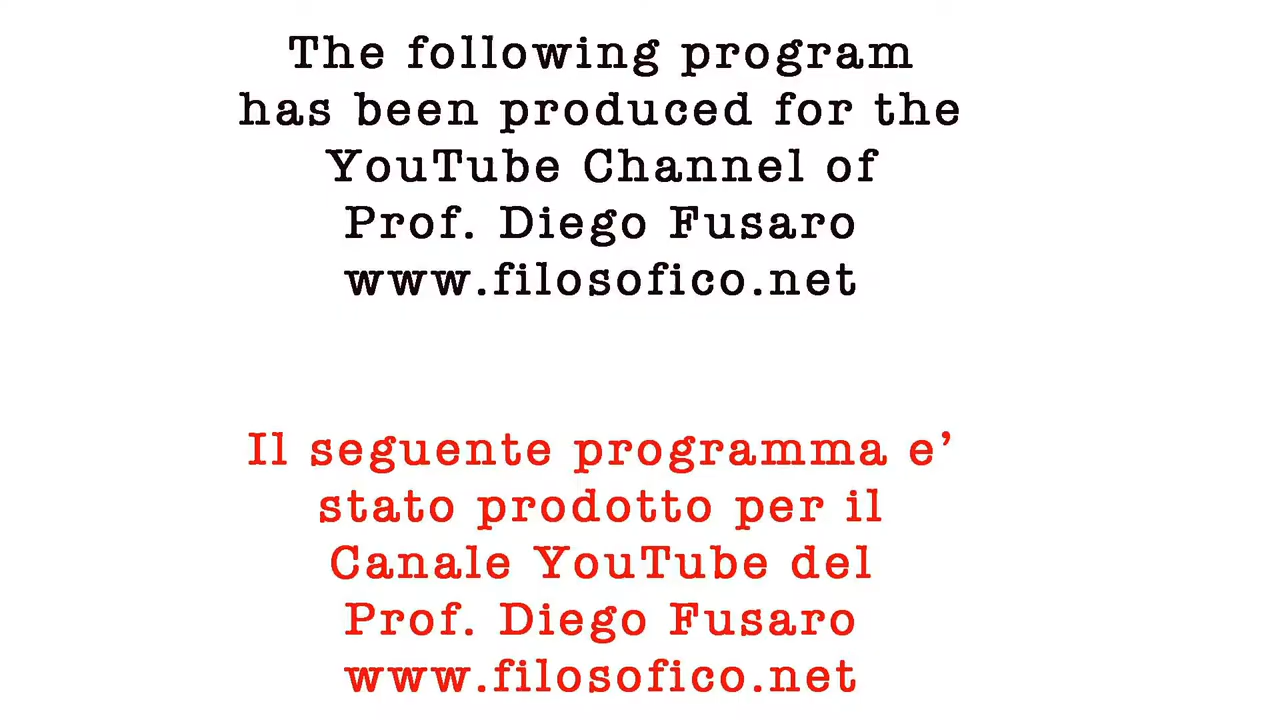 The following program
has been produced for the
YouTube Channel of
Prof. Diego Fusaro
www.filosofico.net
Il seguente programma e’
stato prodotto per il
Canale YouTube del
Prof. Diego Fusaro
www.filosofico.net